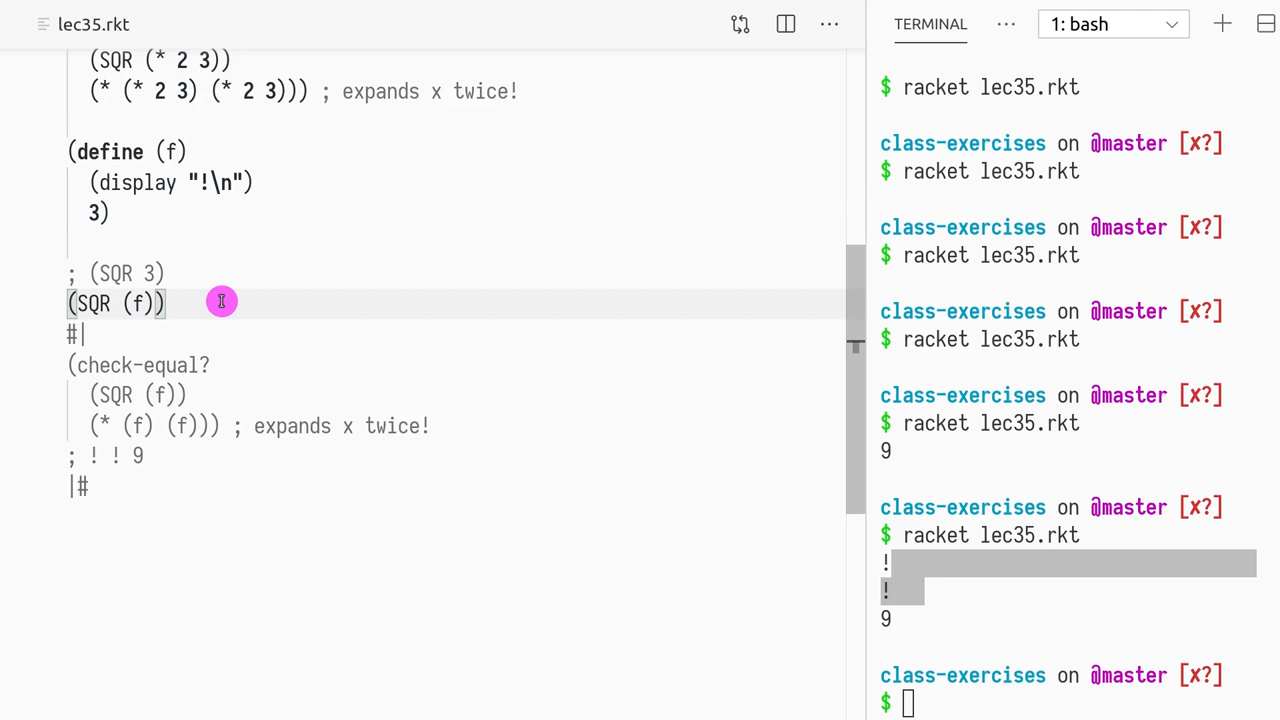 lec35.rkt
(SQR (* 2 3))
(* (* 2 3) (* 2 3))) ; expands x twice!
(define (f)
(display "!\n")
3)
; (SQR 3)
(SQR (f))
#|
(check-equal?
(SQR (f))
(* (f) (f))) ; expands x twice!
; ! ! 9
|#
TERMINAL
1: bash
$ racket lec35.rkt
class-exercises on @master [x?]
$ racket lec35.rkt
class-exercises on @master [x?]
$ racket lec35.rkt
class-exercises on @master [x?]
$ racket lec35.rkt
class-exercises on @master [x?]
$ racket lec35.rkt
9
class-exercises on @master [x?]
$ racket lec35.rkt
!
!
9
class-exercises on @master [x?]
$